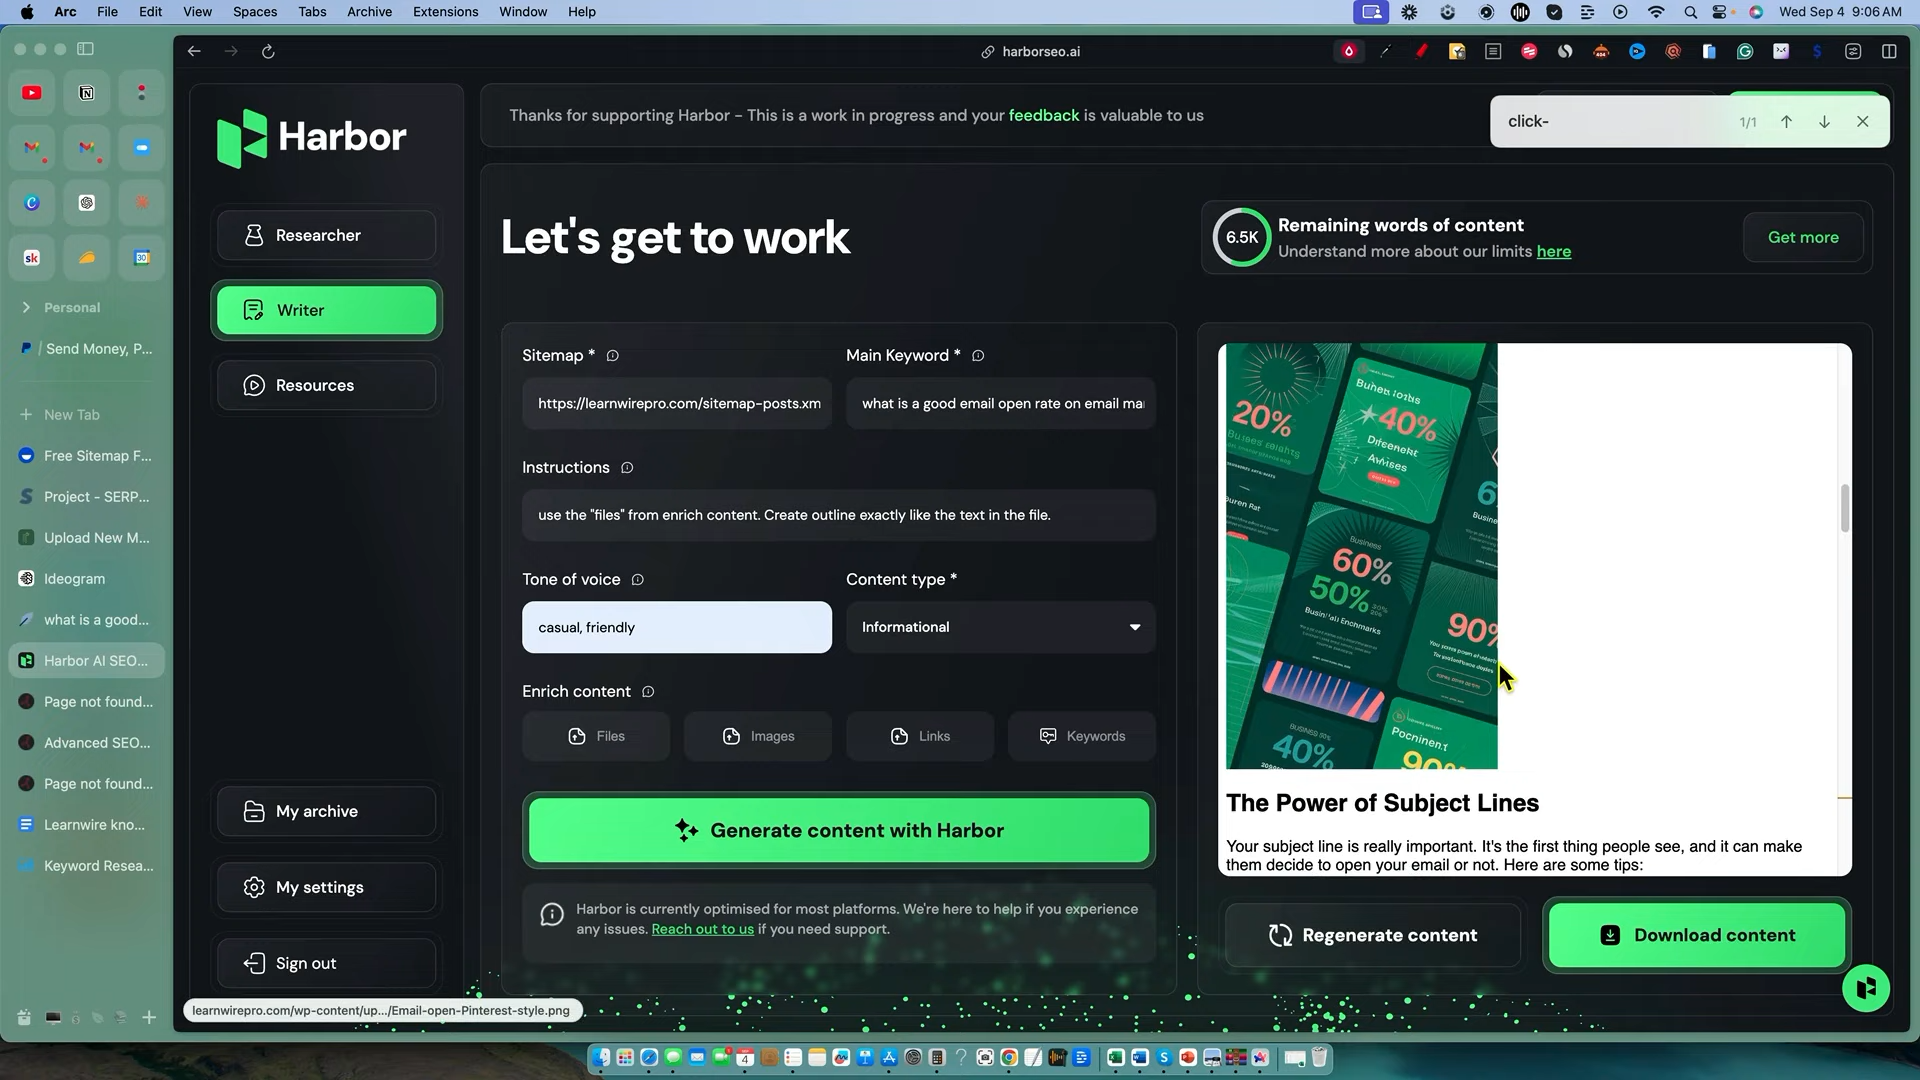 Arc File Edit View Spaces Tabs Archive Extensions Window Help
Wed Sep 4 9:06 AM
harborseo.ai
Harbor
Thanks for supporting Harbor - This is a work in progress and your feedback is valuable to us
click-
1/1
Let's get to work
6.5K
Remaining words of content
Understand more about our limits here
Get more
Researcher
Writer
Resources
My archive
My settings
Sign out
sk
30
Personal
/ Send Money, P...
New Tab
Free Sitemap F...
Project - SERP...
Upload New M...
Ideogram
what is a good...
Harbor AI SEO...
Page not found...
Advanced SEO...
Page not found...
Learnwire kno...
Keyword Resea...
Sitemap *
Main Keyword *
https://learnwirepro.com/sitemap-posts.xm
what is a good email open rate on email mai
Instructions
use the "files" from enrich content. Create outline exactly like the text in the file.
Tone of voice
Content type *
casual, friendly
Informational
Enrich content
Files
Images
Links
Keywords
Generate content with Harbor
Harbor is currently optimised for most platforms. We're here to help if you experience
any issues. Reach out to us if you need support.
20%
40%
60%
50%
90%
40%
Business
The Power of Subject Lines
Your subject line is really important. It's the first thing people see, and it can make
them decide to open your email or not. Here are some tips:
Regenerate content
Download content
learnwirepro.com/wp-content/up.../Email-open-Pinterest-style.png